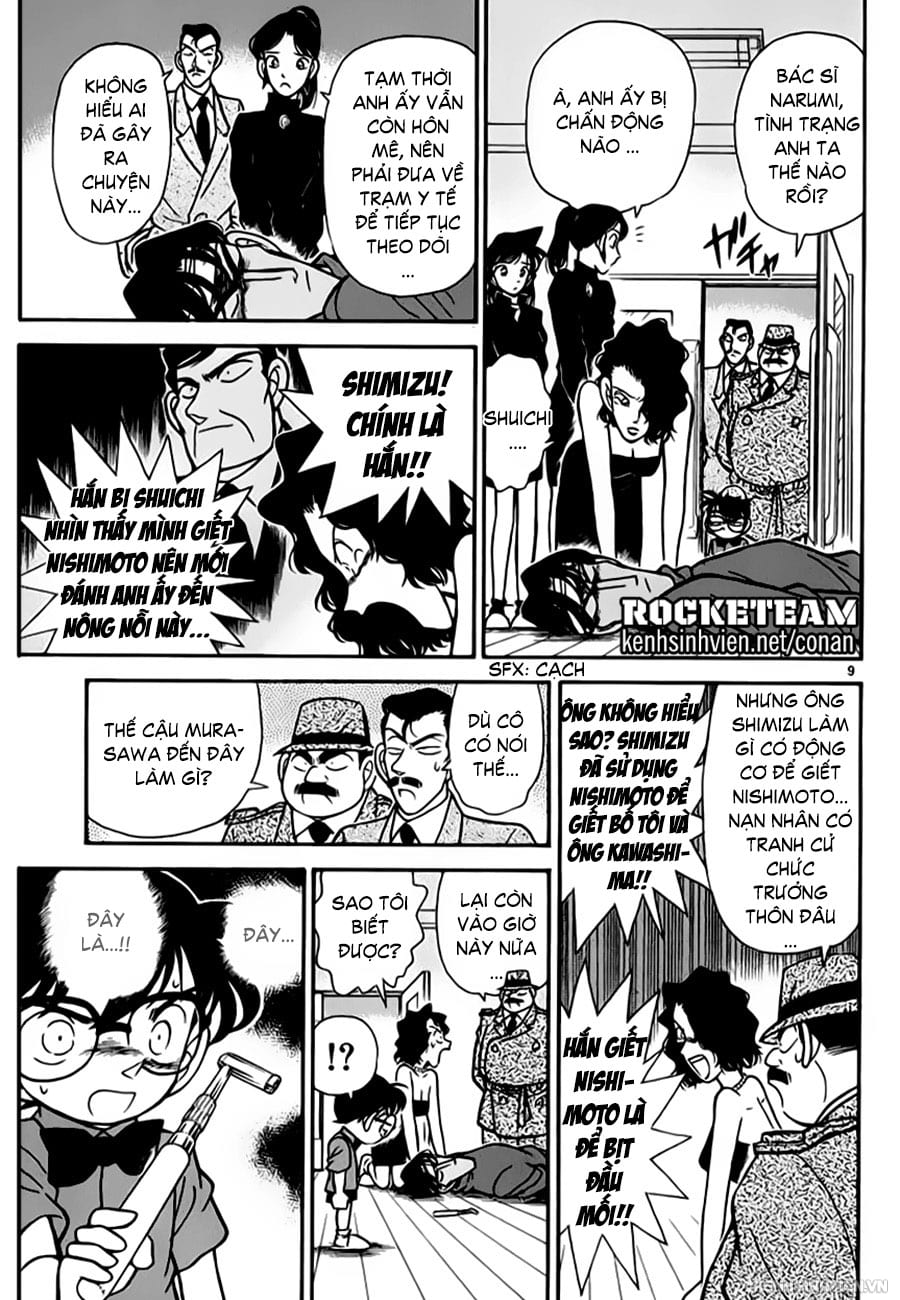 BÁC SĨ
NARUMI,
TÌNH TRẠNG
ANH TA
THẾ NÀO
RỒI?
À, ANH ẤY BỊ
CHẤN ĐỘNG
NÃO ...
ガギッ
ギャ
SHUICHI
....
TẠM THỜI
ANH ẤY VẪN
CÒN HÔN
MÊ, NÊN
PHẢI ĐƯA VỀ
TRẠM Y TẾ
ĐỂ TIẾP TỤC
THEO DÕI
...
KHÔNG
HIỂU AI
ĐÃ GÂY
RA
CHUYỆN
NÀY...
SHIMIZU!
CHÍNH LÀ
HẮN!!
HẮN BỊ SHUICHI
NHÌN THẤY MÌNH GIẾT
NISHIMOTO NÊN MỚI
ĐÁNH ANH ẤY ĐẾN
NÔNG NỖI NÀY...
ROCKETEAM
kenhsinhvien.net/conan
SFX: CẠCH
9
NHƯNG ÔNG
SHIMIZU LÀM
GÌ CÓ ĐỘNG
CƠ ĐỂ GIẾT
NISHIMOTO...
NẠN NHÂN CÓ
TRANH CỬ
CHỨC
TRƯỞNG
THÔN ĐÂU
...
ÔNG KHÔNG HIỂU
SAO? SHIMIZU
ĐÃ SỬ DỤNG
NISHIMOTO ĐỂ
GIẾT BỐ TÔI VÀ
ÔNG KAWASHI-
MA!!
HẮN GIẾT
NISHI-
MOTO LÀ
ĐỂ BỊT
ĐẦU
MỐI!!
DÙ CÔ
CÓ NÓI
THẾ...
THẾ CẬU MURA-
SAWA ĐẾN ĐÂY
LÀM GÌ?
LẠI CÒN
VÀO GIỜ
NÀY NỮA
...
SAO TÔI
BIẾT
ĐƯỢC?
!?
ĐÂY...
ĐÂY
LÀ...!!